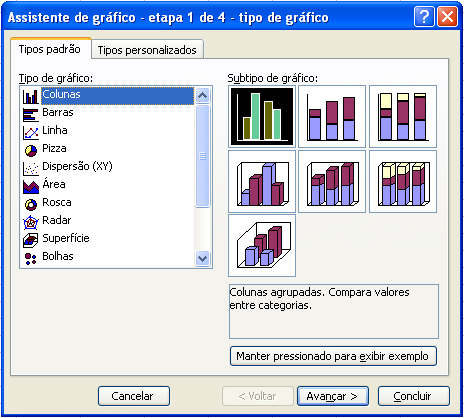 Assistente de gráfico - etapa 1 de 4 - tipo de gráfico
Tipos padrão
Tipos personalizados
Tipo de gráfico:
Colunas
Barras
Linha
Pizza
Dispersão (XY)
Área
Rosca
Radar
Superfície
Bolhas
Subtipo de gráfico:
Colunas agrupadas. Compara valores
entre categorias.
Manter pressionado para exibir exemplo
Cancelar
< Voltar
Avançar >
Concluir